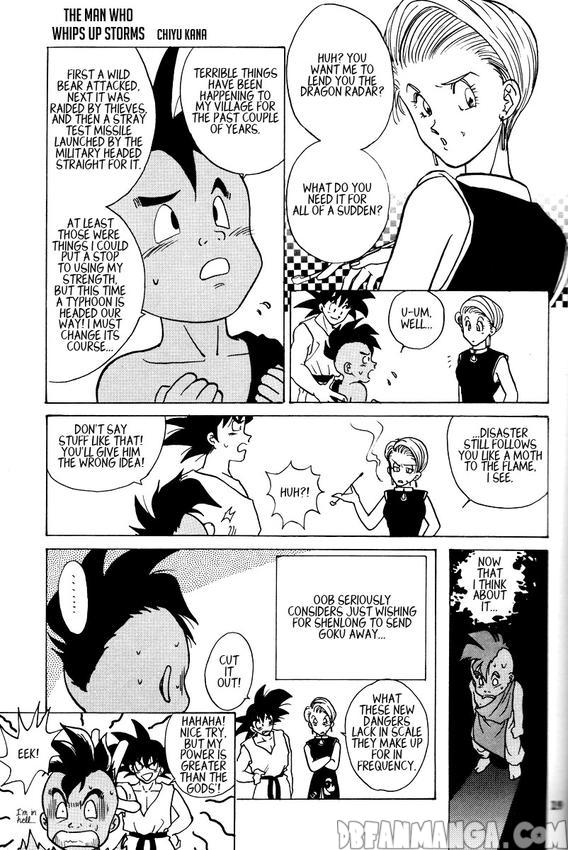 THE MAN WHO
WHIPS UP STORMS CHIYU KANA
HUH? YOU
WANT ME TO
LEND YOU THE
DRAGON RADAR?
WHAT DO YOU
NEED IT FOR
ALL OF A SUDDEN?
U-UM,
WELL...
TERRIBLE THINGS
HAVE BEEN
HAPPENING TO
MY VILLAGE FOR
THE PAST COUPLE
OF YEARS.
FIRST A WILD
BEAR ATTACKED,
NEXT IT WAS
RAIDED BY THIEVES,
AND THEN A STRAY
TEST MISSILE
LAUNCHED BY THE
MILITARY HEADED
STRAIGHT FOR IT.
AT LEAST
THOSE WERE
THINGS I COULD
PUT A STOP
TO USING MY
STRENGTH,
BUT THIS TIME
A TYPHOON IS
HEADED OUR
WAY! I MUST
CHANGE ITS
COURSE...
...DISASTER
STILL FOLLOWS
YOU LIKE A MOTH
TO THE FLAME,
I SEE.
HUH?!
DON'T SAY
STUFF LIKE THAT!
YOU'LL GIVE HIM
THE WRONG IDEA!
NOW
THAT I
THINK
ABOUT
IT...
OOB SERIOUSLY
CONSIDERS JUST WISHING
FOR SHENLONG TO SEND
GOKU AWAY...
WHAT
THESE NEW
DANGERS
LACK IN SCALE
THEY MAKE UP
FOR IN
FREQUENCY.
CUT
IT
OUT!
.......
HAHAHA!
NICE TRY,
BUT MY
POWER IS
GREATER
THAN THE
GODS'!
EEK!
I'm in
hell...
29
DBFANMANGA.COM